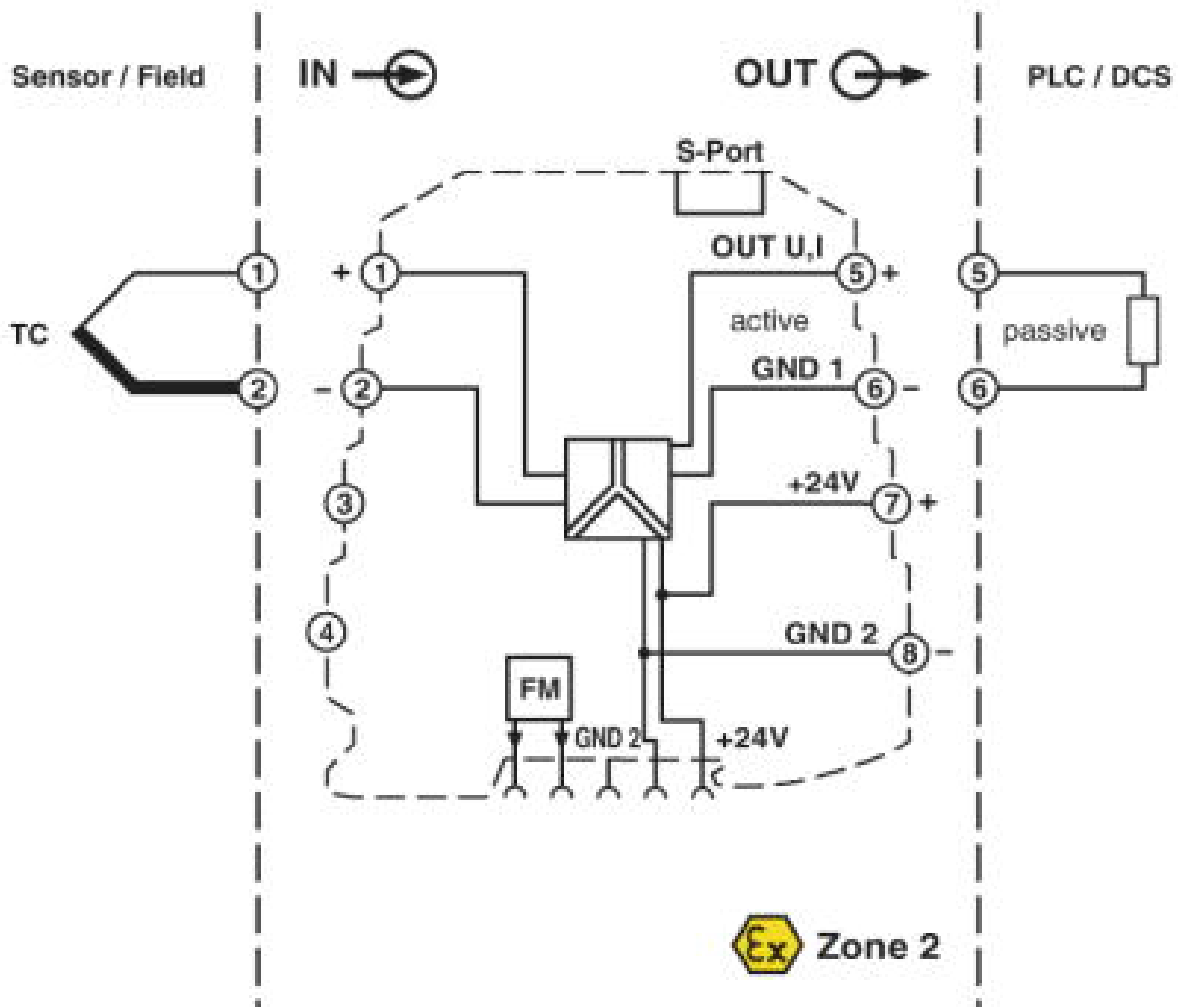 Sensor / Field
IN
OUT
PLC / DCS
S-Port
OUT U,I
1
+ 1
5 +
5
TC
active
passive
GND 1
2
- 2
6 -
6
+24V
3
7 +
4
GND 2
8 -
FM
GND 2
+24V
Ex Zone 2